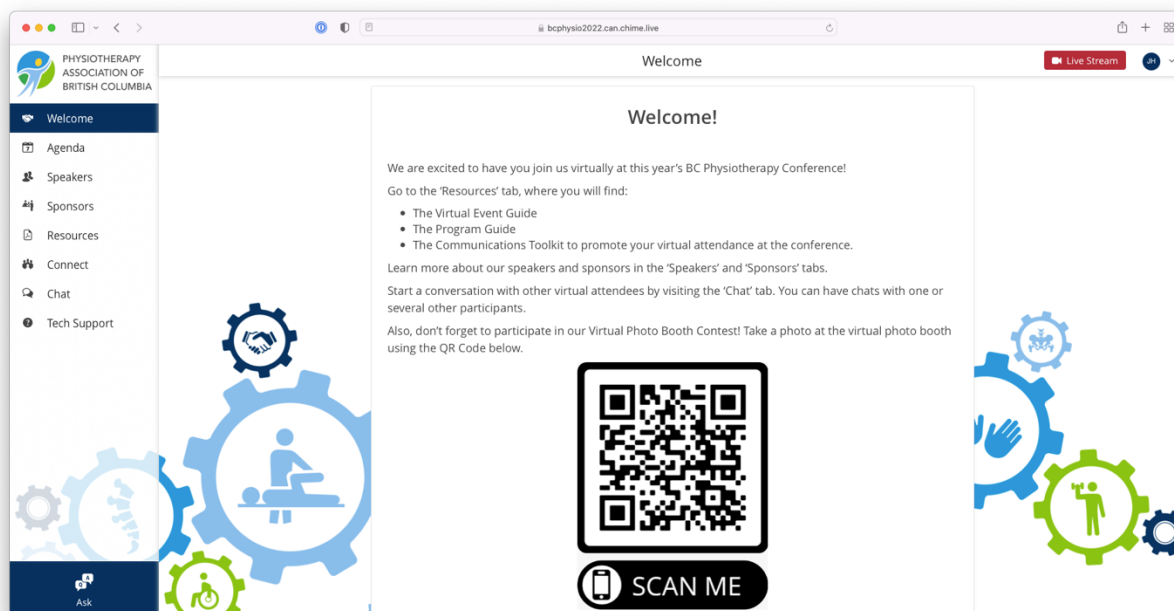 bcphysio2022.can.chime.live
PHYSIOTHERAPY
ASSOCIATION OF
BRITISH COLUMBIA
Welcome
Live Stream
JH
Welcome
7
Agenda
Speakers
Sponsors
Resources
Connect
Chat
Tech Support
Q A
Ask
Welcome!
We are excited to have you join us virtually at this year's BC Physiotherapy Conference!
Go to the 'Resources' tab, where you will find:
• The Virtual Event Guide
• The Program Guide
• The Communications Toolkit to promote your virtual attendance at the conference.
Learn more about our speakers and sponsors in the 'Speakers' and 'Sponsors' tabs.
Start a conversation with other virtual attendees by visiting the 'Chat' tab. You can have chats with one or
several other participants.
Also, don't forget to participate in our Virtual Photo Booth Contest! Take a photo at the virtual photo booth
using the QR Code below.
SCAN ME